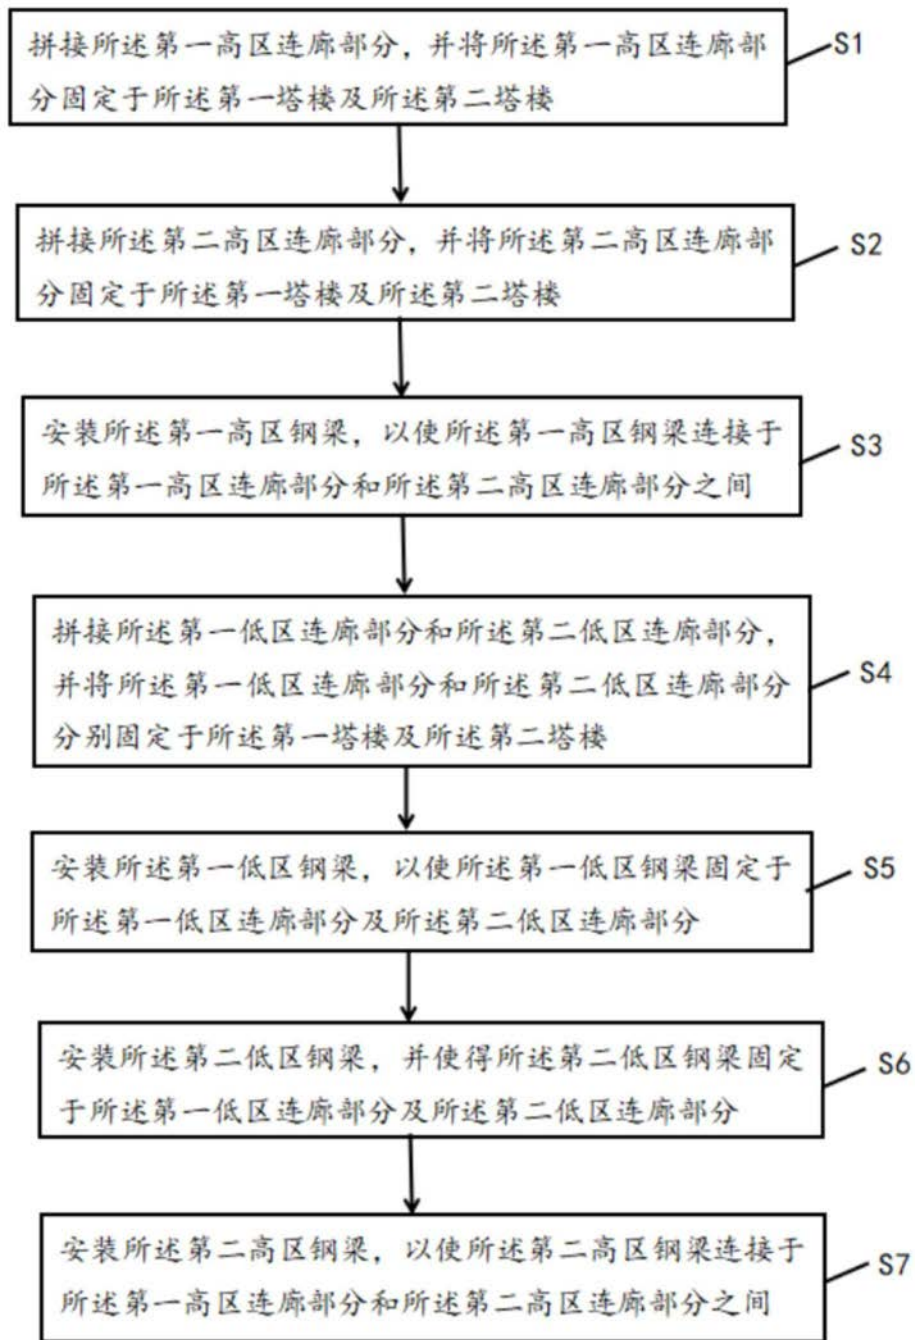 拼接所述第一高区连廊部分，并将所述第一高区连廊部
分固定于所述第一塔楼及所述第二塔楼
S1
拼接所述第二高区连廊部分，并将所述第二高区连廊部
分固定于所述第一塔楼及所述第二塔楼
S2
安装所述第一高区钢梁，以使所述第一高区钢梁连接于
所述第一高区连廊部分和所述第二高区连廊部分之间
S3
拼接所述第一低区连廊部分和所述第二低区连廊部分，
并将所述第一低区连廊部分和所述第二低区连廊部分
分别固定于所述第一塔楼及所述第二塔楼
S4
安装所述第一低区钢梁，以使所述第一低区钢梁固定于
所述第一低区连廊部分及所述第二低区连廊部分
S5
安装所述第二低区钢梁，并使得所述第二低区钢梁固定
于所述第一低区连廊部分及所述第二低区连廊部分
S6
安装所述第二高区钢梁，以使所述第二高区钢梁连接于
所述第一高区连廊部分和所述第二高区连廊部分之间
S7